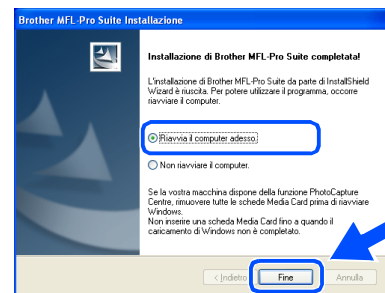 Brother MFL-Pro Suite Installazione
Installazione di Brother MFL-Pro Suite completata!
L'installazione di Brother MFL-Pro Suite da parte di InstallShield
Wizard è riuscita. Per potere utilizzare il programma, occorre
riavviare il computer.
Riavvia il computer adesso.
Non riavviare il computer.
Se la vostra macchina dispone della funzione PhotoCapture
Centre, rimuovere tutte le schede Media Card prima di riavviare
Windows.
Non inserire una scheda Media Card fino a quando il
caricamento di Windows non è completato.
< Indietro Fine Annulla